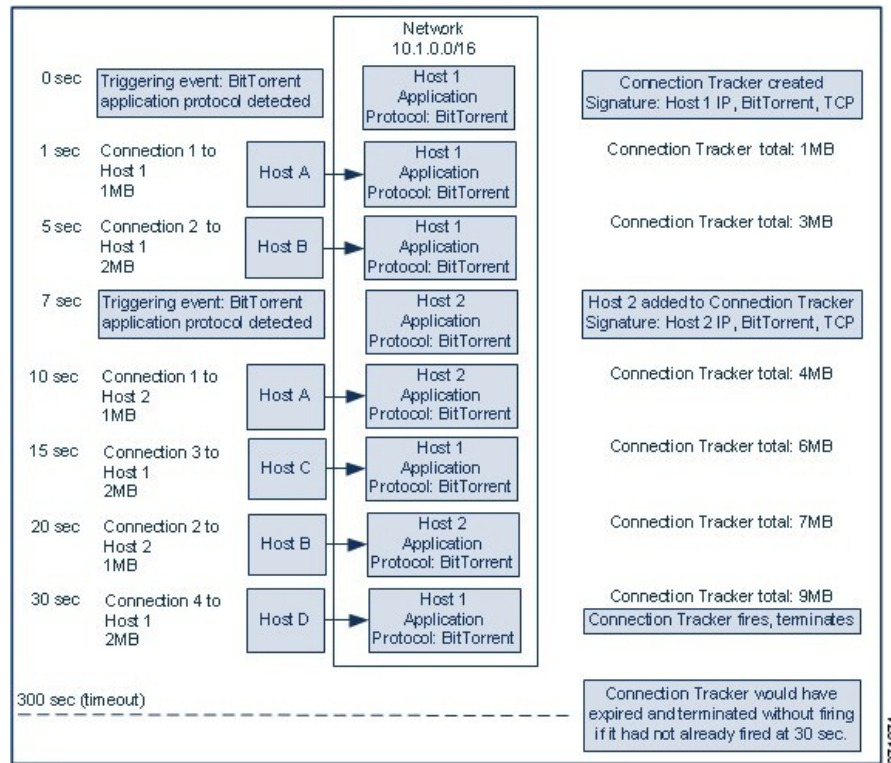 Network
10.1.0.0/16
0 sec
Triggering event: BitTorrent
application protocol detected
Host 1
Application
Protocol: BitTorrent
Connection Tracker created
Signature: Host 1 IP, BitTorrent, TCP
1 sec
Connection 1 to
Host 1
1MB
Host A
Host 1
Application
Protocol: BitTorrent
Connection Tracker total: 1MB
5 sec
Connection 2 to
Host 1
2MB
Host B
Host 1
Application
Protocol: BitTorrent
Connection Tracker total: 3MB
7 sec
Triggering event: BitTorrent
application protocol detected
Host 2
Application
Protocol: BitTorrent
Host 2 added to Connection Tracker
Signature: Host 2 IP, BitTorrent, TCP
10 sec
Connection 1 to
Host 2
1MB
Host A
Host 2
Application
Protocol: BitTorrent
Connection Tracker total: 4MB
15 sec
Connection 3 to
Host 1
2MB
Host C
Host 1
Application
Protocol: BitTorrent
Connection Tracker total: 6MB
20 sec
Connection 2 to
Host 2
1MB
Host B
Host 2
Application
Protocol: BitTorrent
Connection Tracker total: 7MB
30 sec
Connection 4 to
Host 1
2MB
Host D
Host 1
Application
Protocol: BitTorrent
Connection Tracker total: 9MB
Connection Tracker fires, terminates
300 sec (timeout)
Connection Tracker would have
expired and terminated without firing
if it had not already fired at 30 sec.